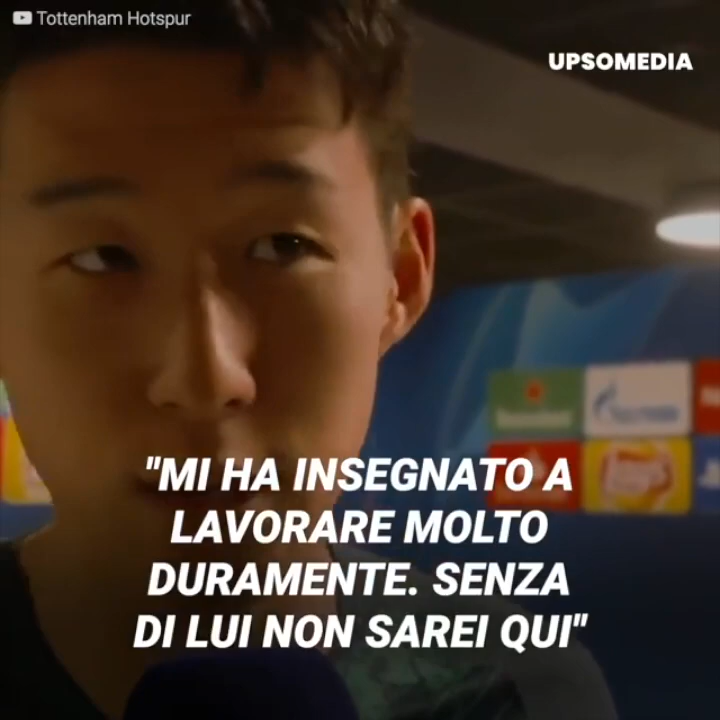 Tottenham Hotspur
UPSOMEDIA
"MI HA INSEGNATO A
LAVORARE MOLTO
DURAMENTE. SENZA
DI LUI NON SAREI QUI"